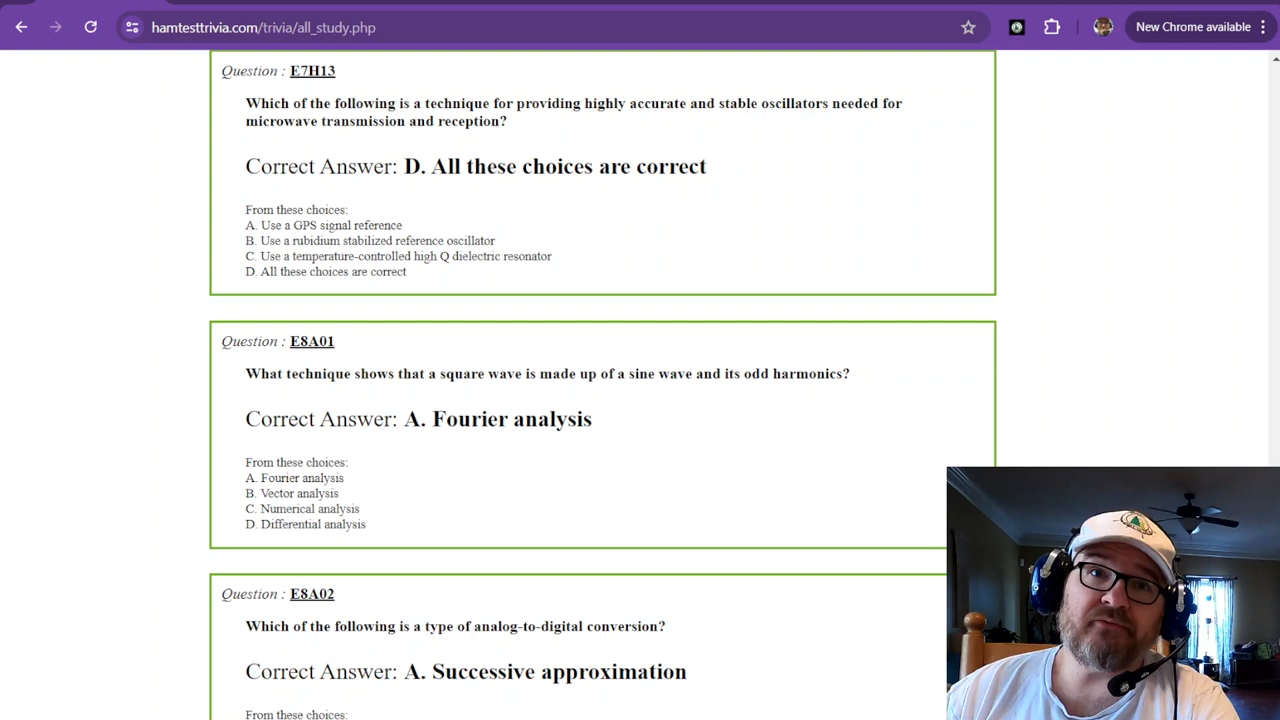 hamtesttrivia.com/trivia/all_study.php
New Chrome available
Question : E7H13
Which of the following is a technique for providing highly accurate and stable oscillators needed for
microwave transmission and reception?
Correct Answer: D. All these choices are correct
From these choices:
A. Use a GPS signal reference
B. Use a rubidium stabilized reference oscillator
C. Use a temperature-controlled high Q dielectric resonator
D. All these choices are correct
Question : E8A01
What technique shows that a square wave is made up of a sine wave and its odd harmonics?
Correct Answer: A. Fourier analysis
From these choices:
A. Fourier analysis
B. Vector analysis
C. Numerical analysis
D. Differential analysis
Question : E8A02
Which of the following is a type of analog-to-digital conversion?
Correct Answer: A. Successive approximation
From these choices: